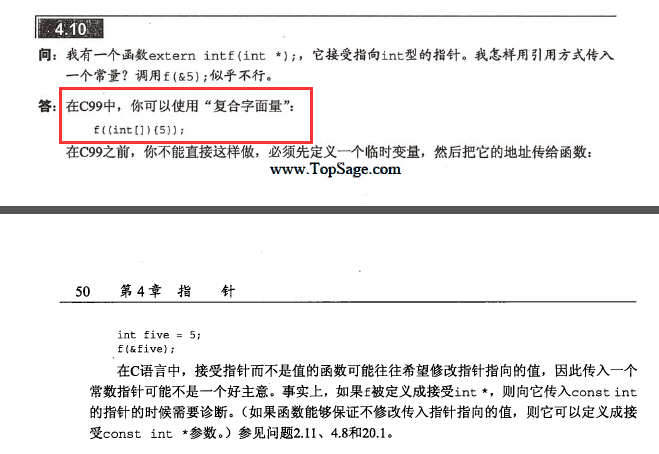 4.10
问：我有一个函数extern intf(int *);，它接受指向int型的指针。我怎样用引用方式传入
一个常量？调用f(&5);似乎不行。
答：在C99中，你可以使用“复合字面量”：
f((int[]){5});
在C99之前，你不能直接这样做，必须先定义一个临时变量，然后把它的地址传给函数：
www.TopSage.com
50 第4章 指 针
int five = 5;
f(&five);
在C语言中，接受指针而不是值的函数可能往往希望修改指针指向的值，因此传入一个
常数指针可能不是一个好主意。事实上，如果f被定义成接受int *，则向它传入const int
的指针的时候需要诊断。（如果函数能够保证不修改传入指针指向的值，则它可以定义成接
受const int *参数。）参见问题2.11、4.8和20.1。